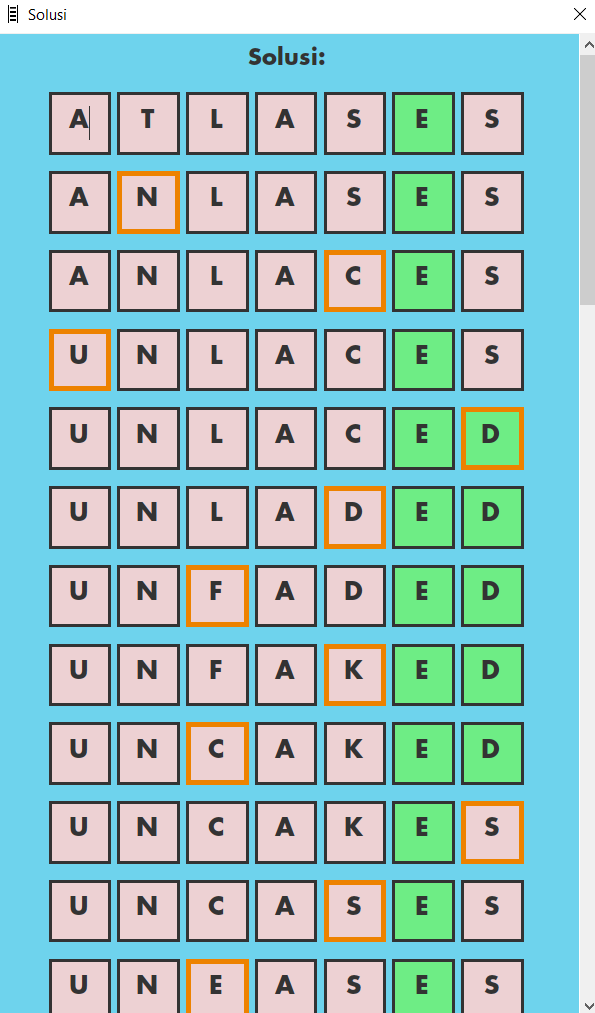 Solusi
Solusi:
A T L A S E S
A N L A S E S
A N L A C E S
U N L A C E S
U N L A C E D
U N L A D E D
U N F A D E D
U N F A K E D
U N C A K E D
U N C A K E S
U N C A S E S
U N E A S E S